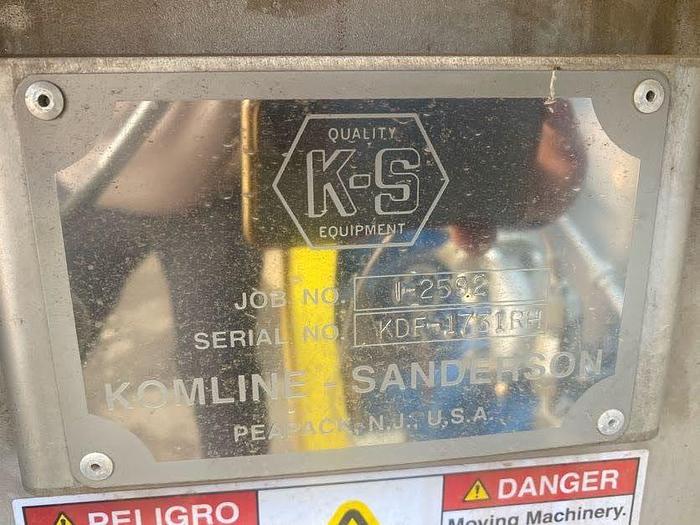 QUALITY
K-S
EQUIPMENT
JOB NO. I-2592
SERIAL NO. KDF-1731RH
KOMLINE - SANDERSON
PEAPACK, N.J., U.S.A.
PELIGRO
DANGER
Moving Machinery.